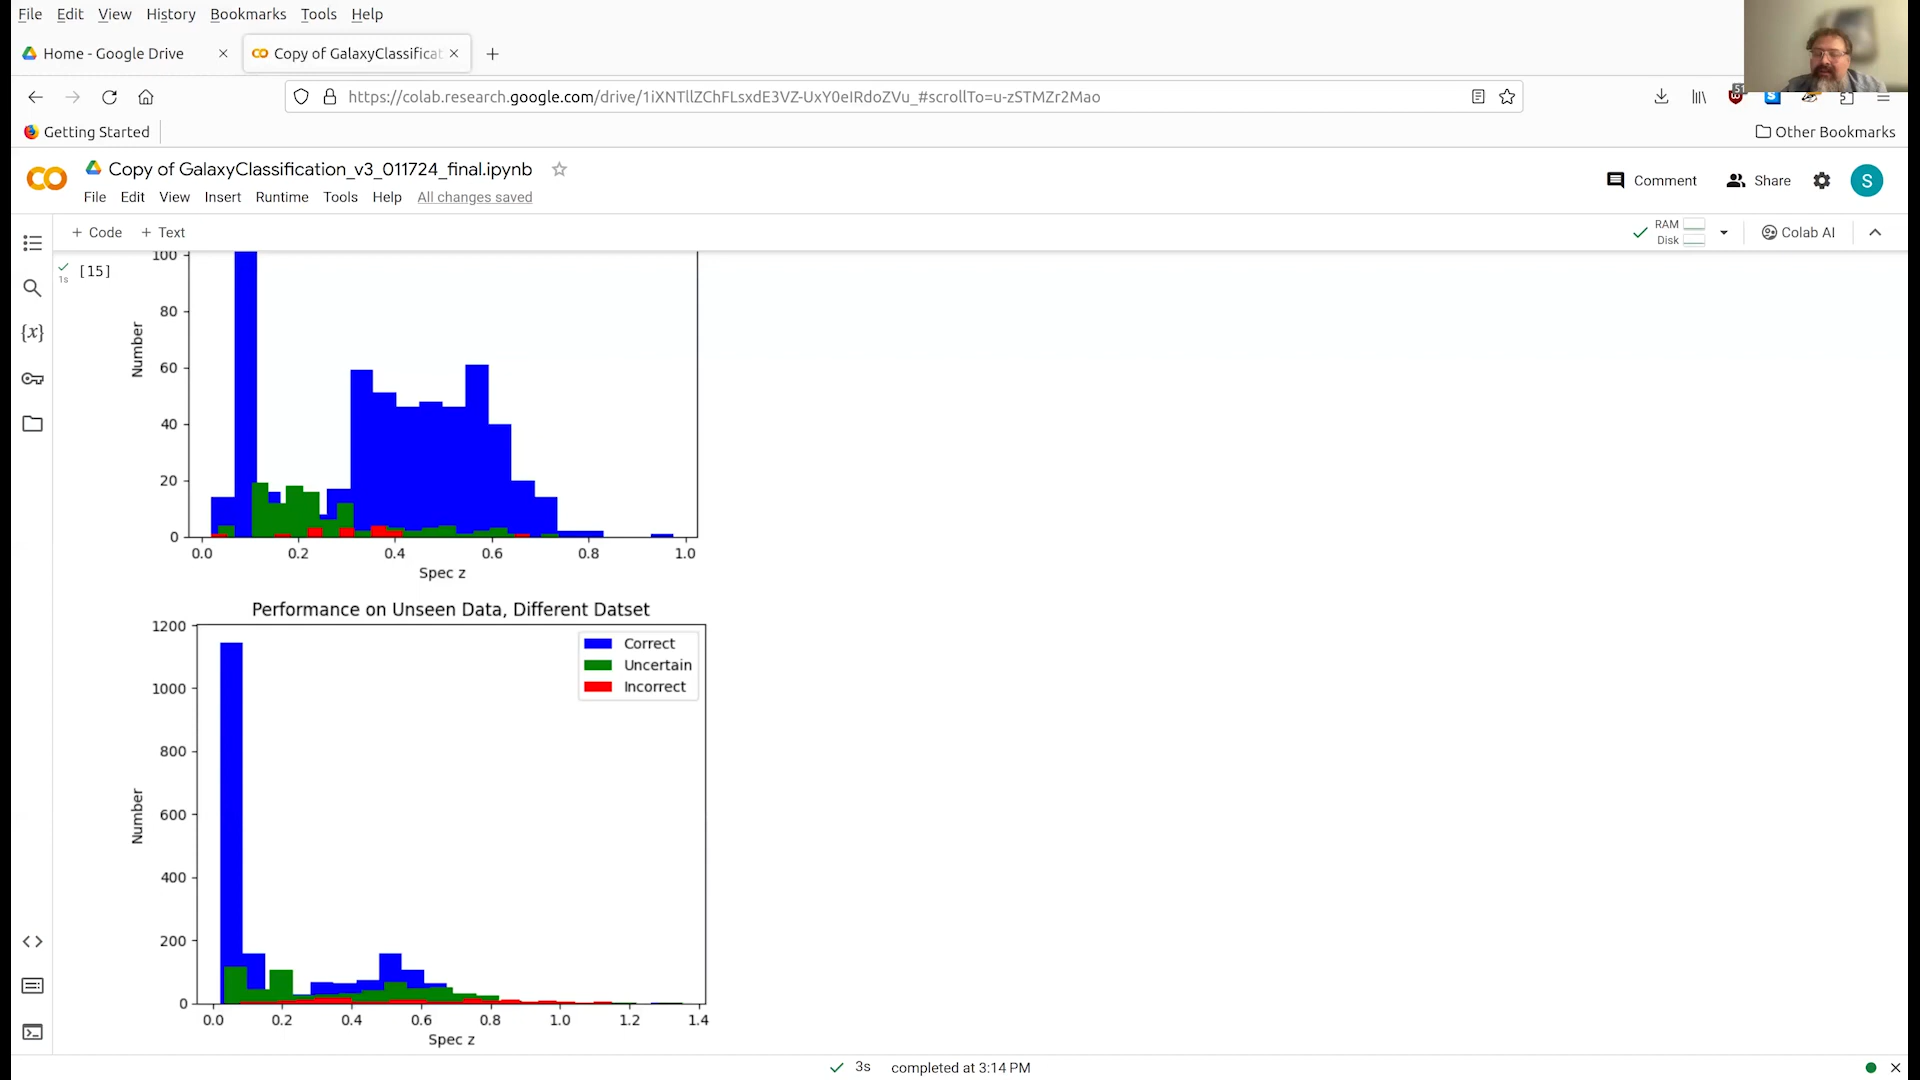 File Edit View History Bookmarks Tools Help
Home - Google Drive
Copy of GalaxyClassificat
https://colab.research.google.com/drive/1iXNTllZChFLsxdE3VZ-UxY0eIRdoZVu_#scrollTo=u-zSTMZr2Mao
51
Getting Started
Other Bookmarks
Copy of GalaxyClassification_v3_011724_final.ipynb
File Edit View Insert Runtime Tools Help All changes saved
Comment Share S
+ Code + Text
RAM
Disk
Colab AI
[15]
1s
100
80
60
40
20
0
Number
0.0 0.2 0.4 0.6 0.8 1.0
Spec z
Performance on Unseen Data, Different Datset
1200
1000
800
600
400
200
0
Number
Correct
Uncertain
Incorrect
0.0 0.2 0.4 0.6 0.8 1.0 1.2 1.4
Spec z
3s completed at 3:14 PM